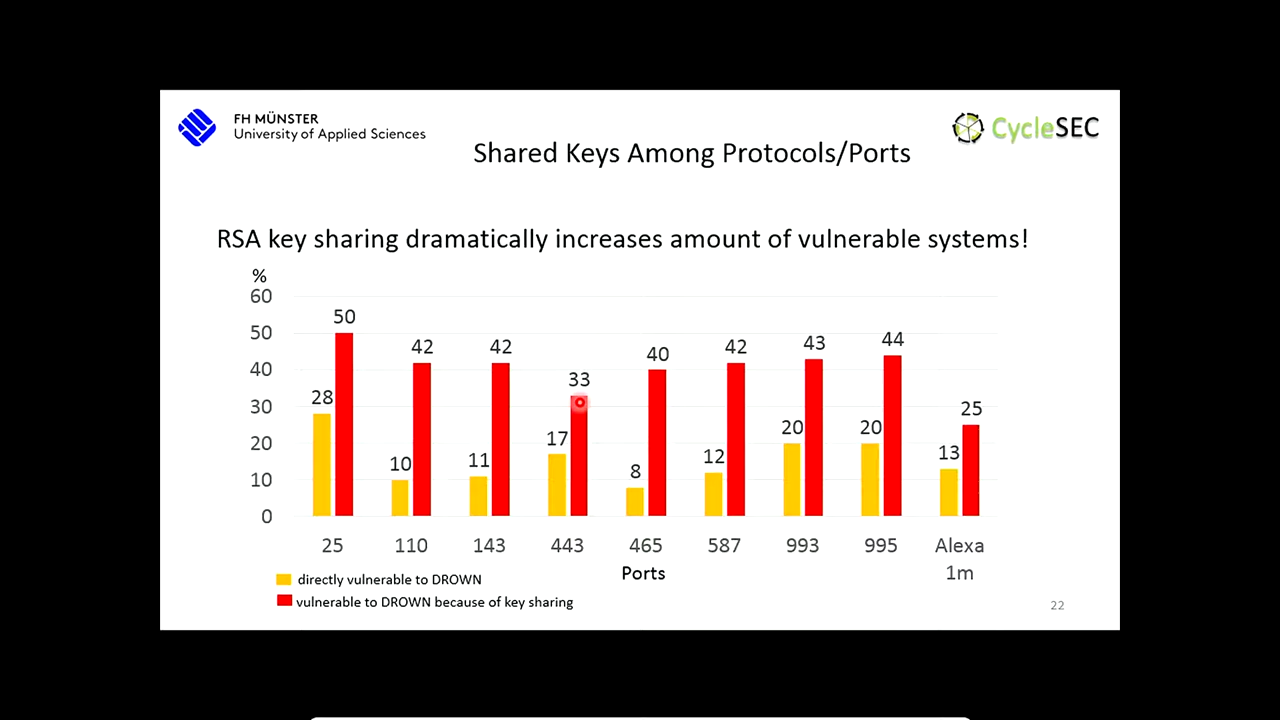 FH MÜNSTER
University of Applied Sciences
CycleSEC
Shared Keys Among Protocols/Ports
RSA key sharing dramatically increases amount of vulnerable systems!
%
60
50
40
30
20
10
0
28 50
10 42
11 42
17 33
8 40
12 42
20 43
20 44
13 25
25 110 143 443 465 587 993 995 Alexa
1m
Ports
directly vulnerable to DROWN
vulnerable to DROWN because of key sharing
22